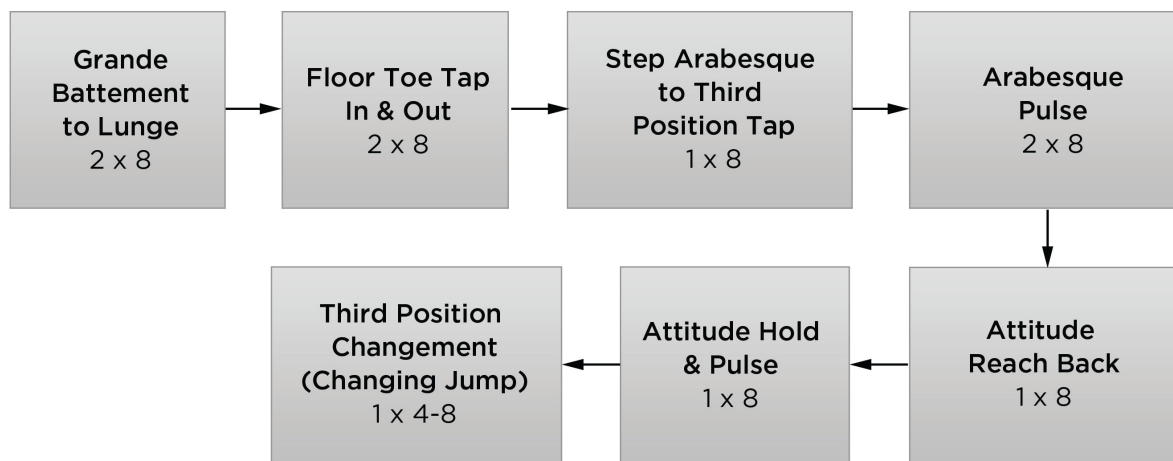 Grande
Battement
to Lunge
2 x 8
Floor Toe Tap
In & Out
2 x 8
Step Arabesque
to Third
Position Tap
1 x 8
Arabesque
Pulse
2 x 8
Attitude
Reach Back
1 x 8
Attitude Hold
& Pulse
1 x 8
Third Position
Changement
(Changing Jump)
1 x 4-8